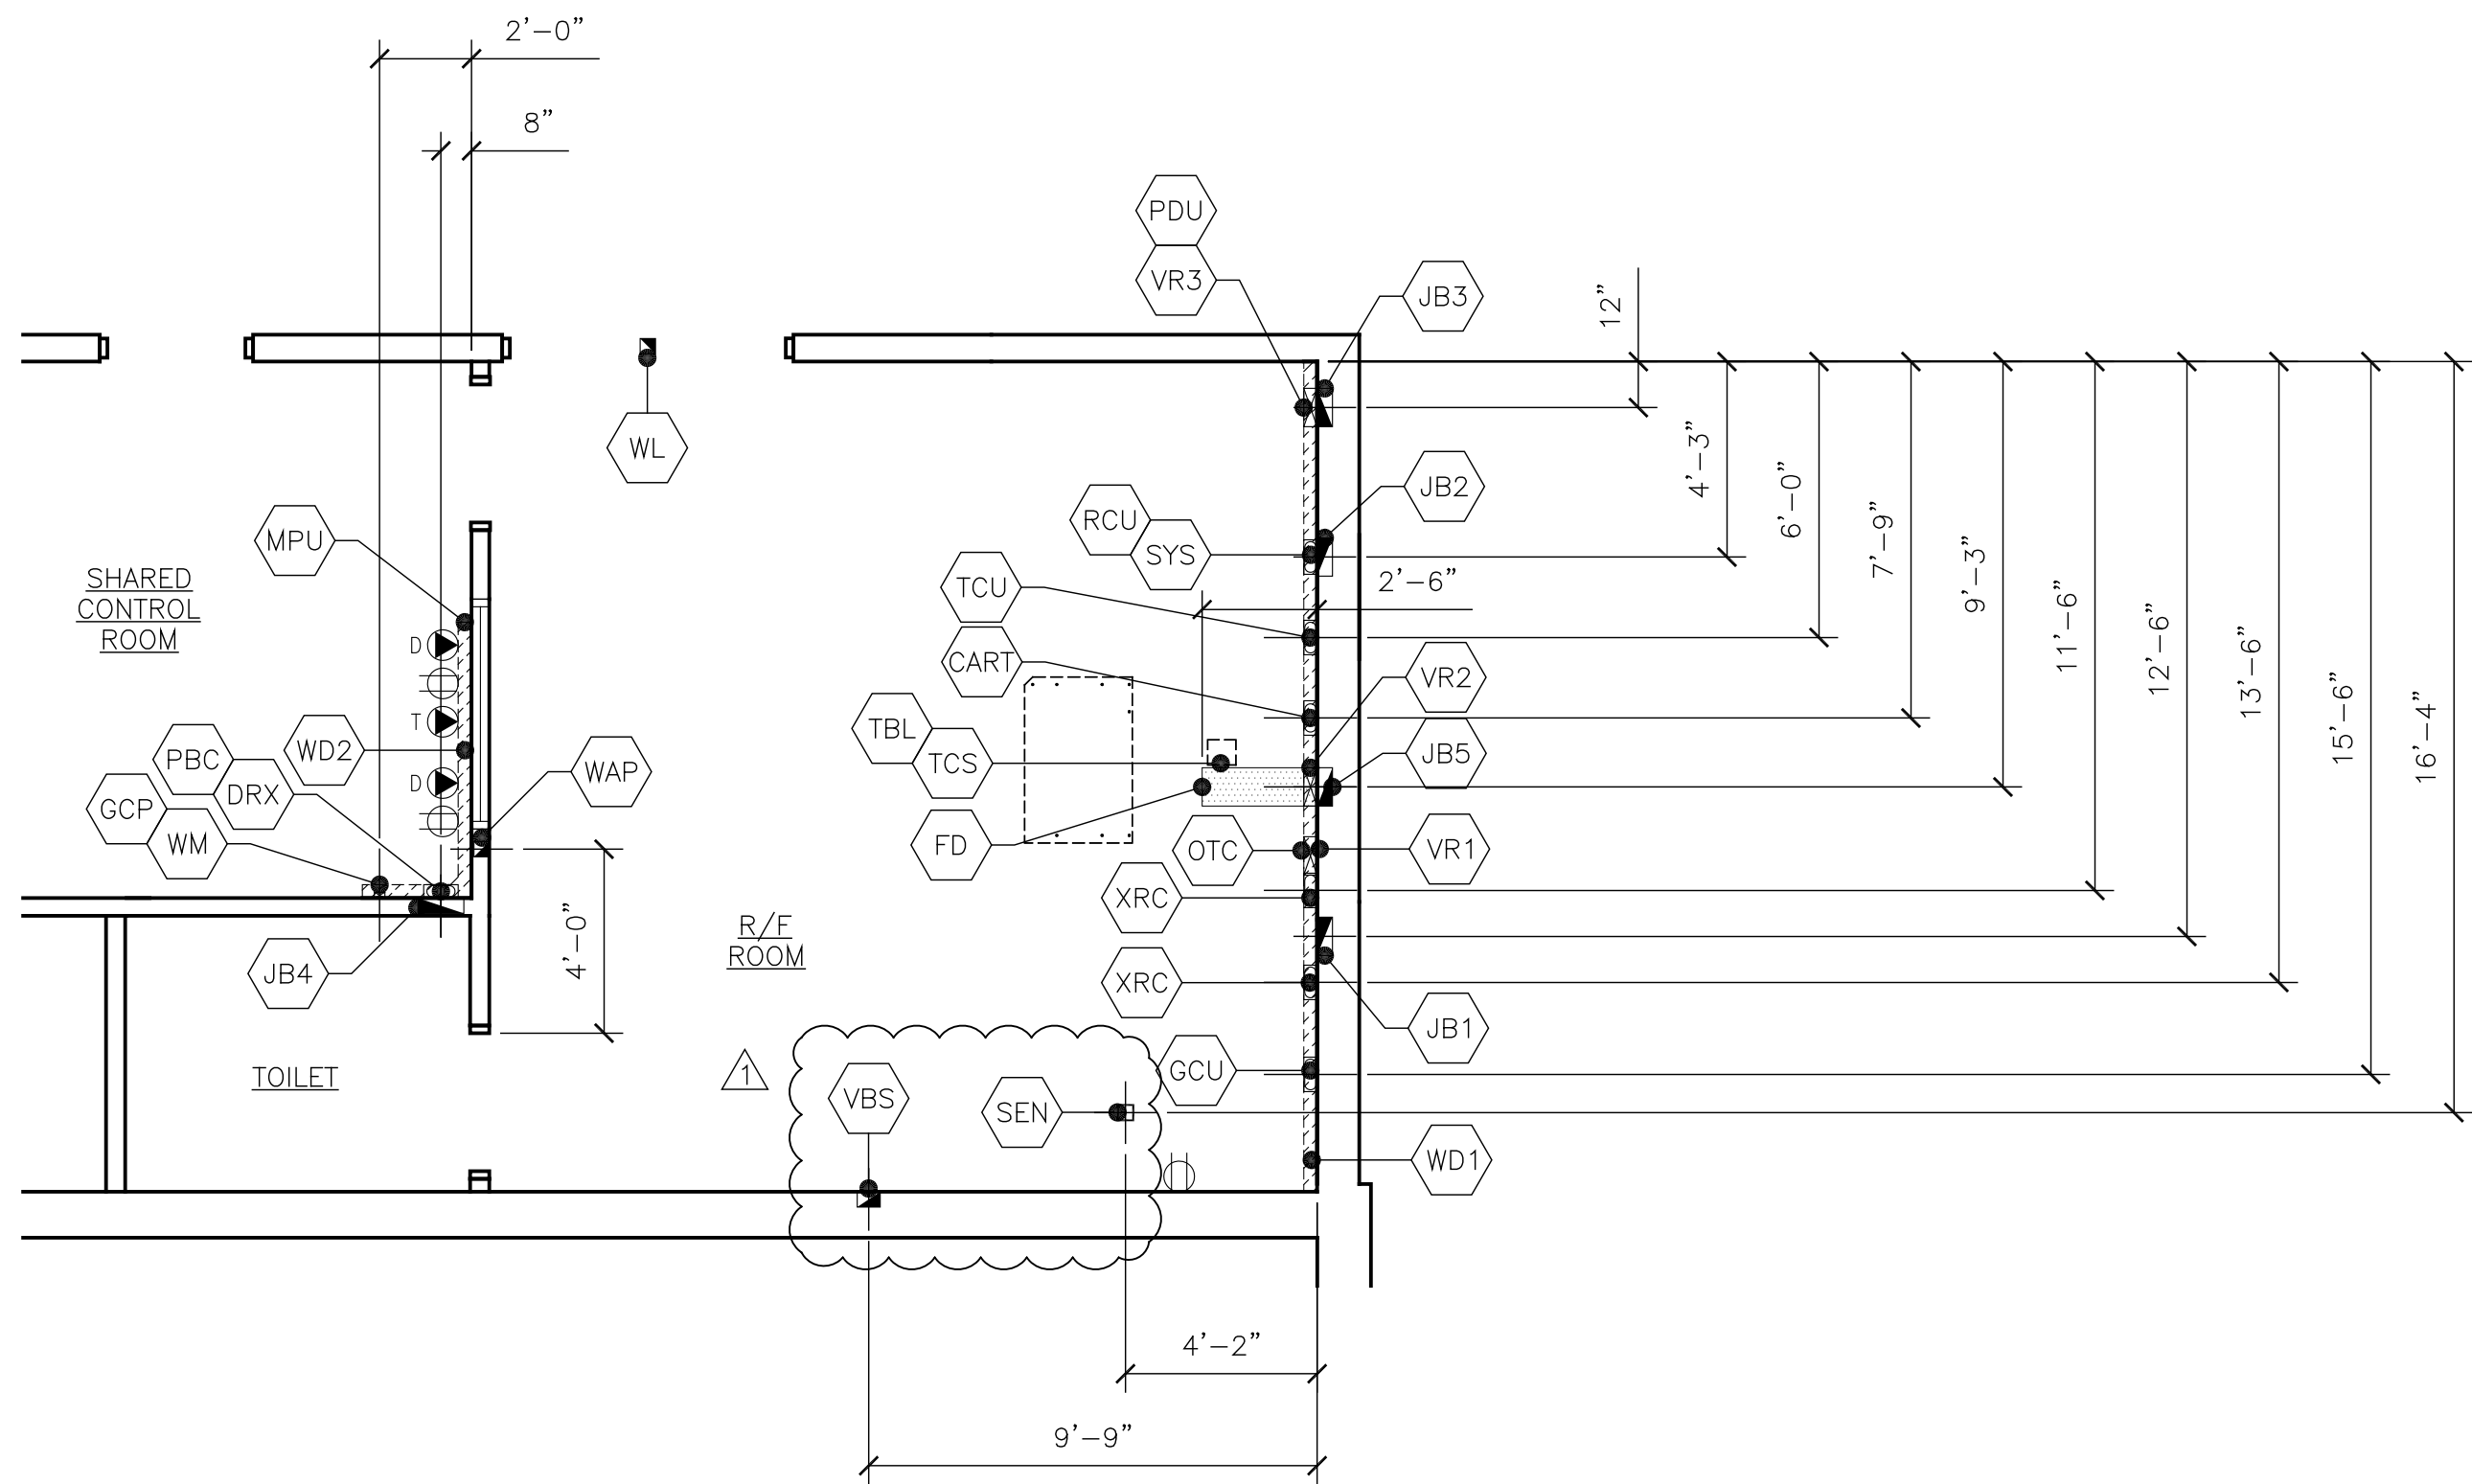 2'-0"
8"
PDU
VR3
JB3
12"
WL
4'-3"
6'-0"
7'-9"
9'-3"
11'-6"
12'-6"
13'-6"
15'-6"
16'-4"
JB2
RCU
SYS
MPU
SHARED
CONTROL
ROOM
TCU
2'-6"
D
CART
VR2
T
TBL
TCS
JB5
PBC
WD2
DRX
WAP
D
GCP
WM
FD
OTC
VR1
XRC
R/F
ROOM
4'-0"
JB4
XRC
JB1
TOILET
1
VBS
SEN
GCU
WD1
4'-2"
9'-9"